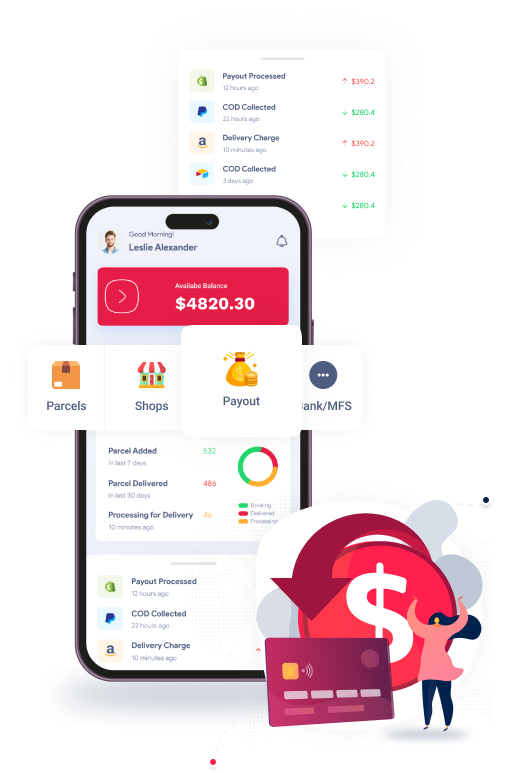 Payout Processed
12 hours ago
$390.2
COD Collected
22 hours ago
$280.4
Delivery Charge
10 minutes ago
$390.2
COD Collected
3 days ago
$280.4
$280.4
Good Morning!
Leslie Alexander
Availabe Balance
$4820.30
Parcels
Shops
Payout
Bank/MFS
Parcel Added
532
In last 7 days
Parcel Delivered
486
In last 30 days
Processing for Delivery
46
10 minutes ago
Booking
Delivered
Processing
Payout Processed
12 hours ago
COD Collected
22 hours ago
Delivery Charge
10 minutes ago
$